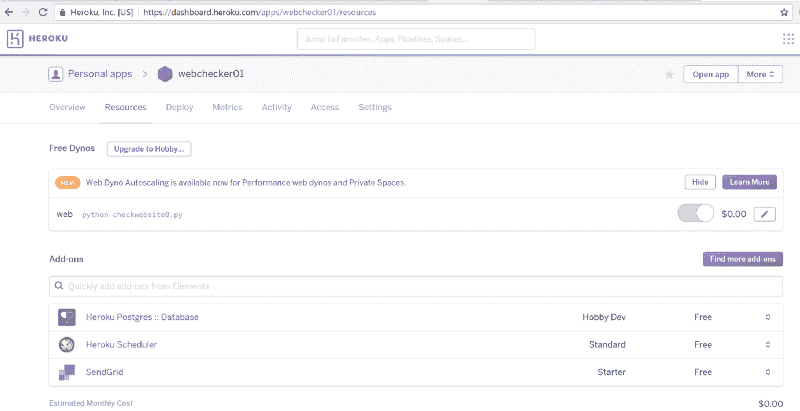 Heroku, Inc. [US] https://dashboard.heroku.com/apps/webchecker01/resources
HEROKU
Jump to Favorites, Apps, Pipelines, Spaces...
Personal apps > webchecker01
Open app More
Overview Resources Deploy Metrics Activity Access Settings
Free Dynos Upgrade to Hobby...
NEW Web Dyno Autoscaling is available now for Performance web dynos and Private Spaces. Hide Learn More
web python checkwebsite0.py $0.00
Add-ons Find more add-ons
Quickly add add-ons from Elements
Heroku Postgres :: Database Hobby Dev Free
Heroku Scheduler Standard Free
SendGrid Starter Free
Estimated Monthly Cost $0.00